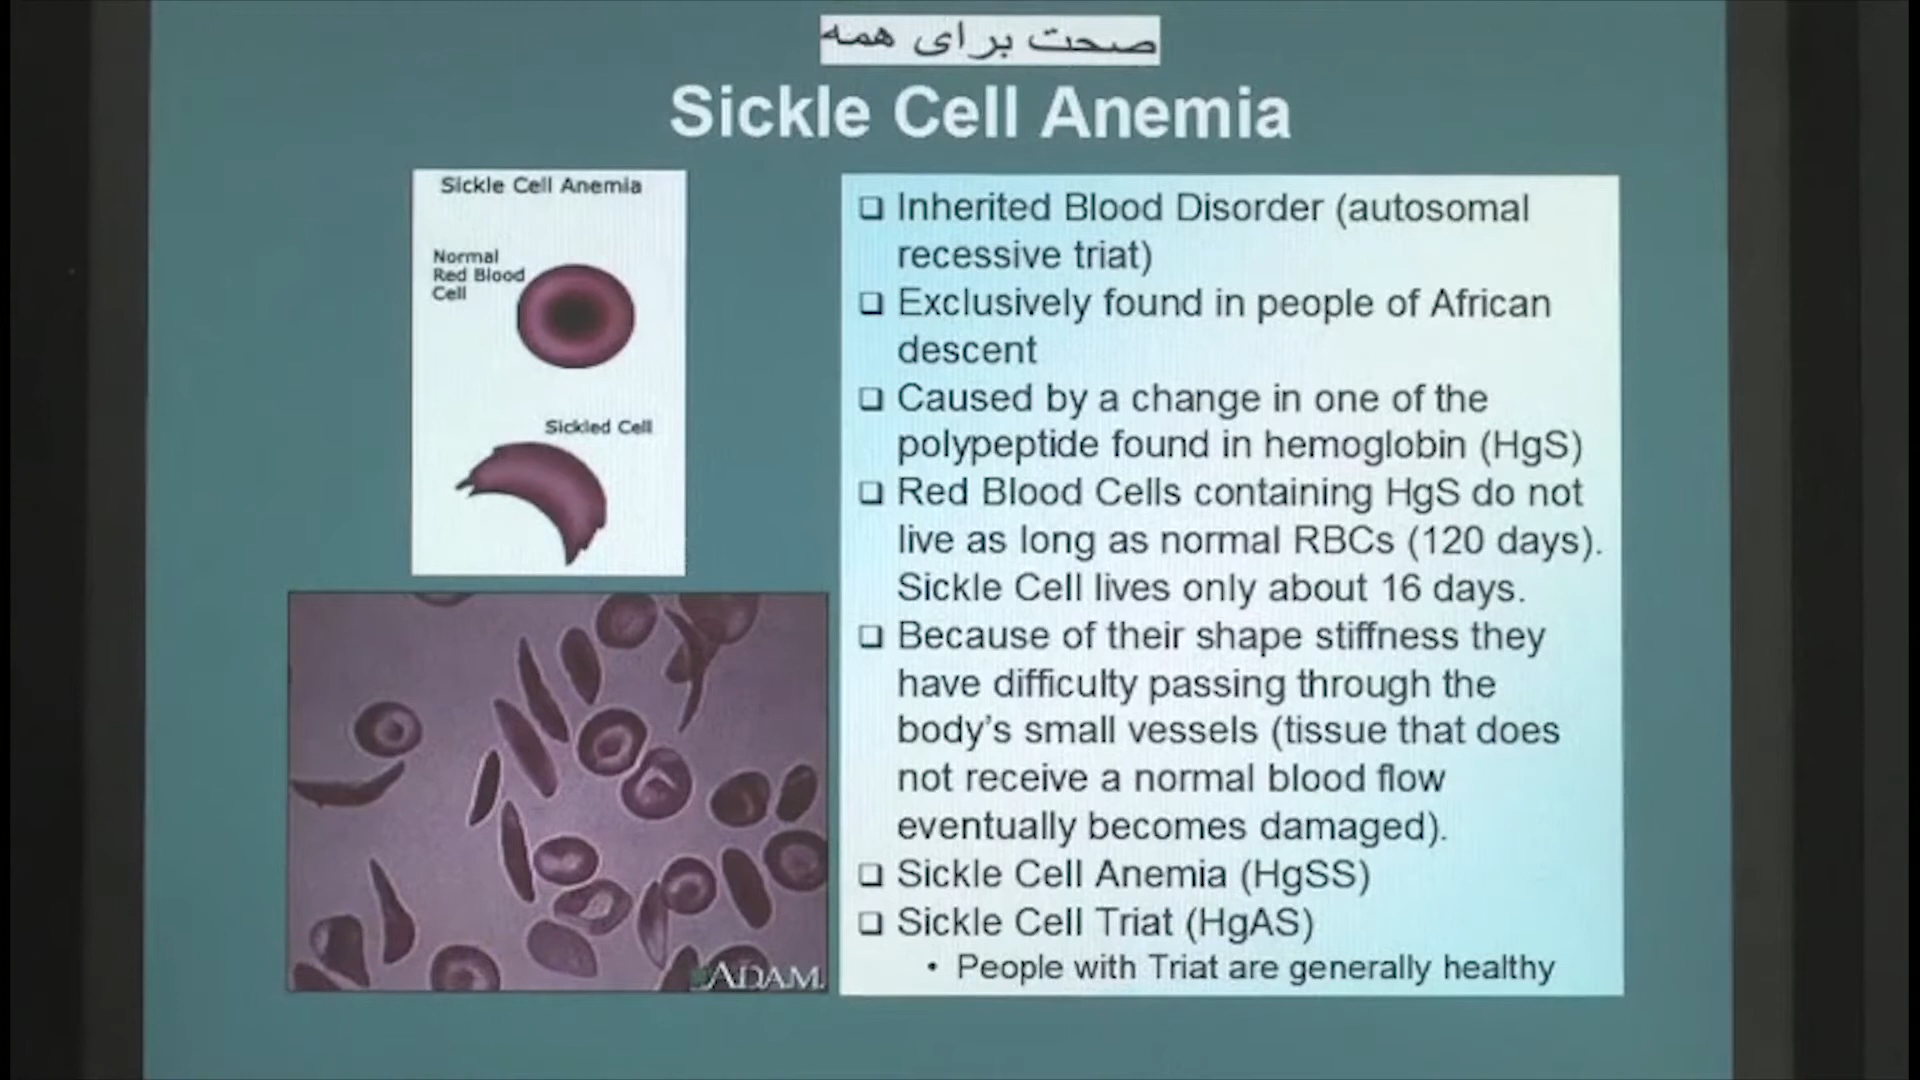 صحت برای همه
Sickle Cell Anemia
Sickle Cell Anemia
Normal
Red Blood
Cell
Sickled Cell
ADAM.
❑ Inherited Blood Disorder (autosomal
recessive triat)
❑ Exclusively found in people of African
descent
❑ Caused by a change in one of the
polypeptide found in hemoglobin (HgS)
❑ Red Blood Cells containing HgS do not
live as long as normal RBCs (120 days).
Sickle Cell lives only about 16 days.
❑ Because of their shape stiffness they
have difficulty passing through the
body’s small vessels (tissue that does
not receive a normal blood flow
eventually becomes damaged).
❑ Sickle Cell Anemia (HgSS)
❑ Sickle Cell Triat (HgAS)
• People with Triat are generally healthy